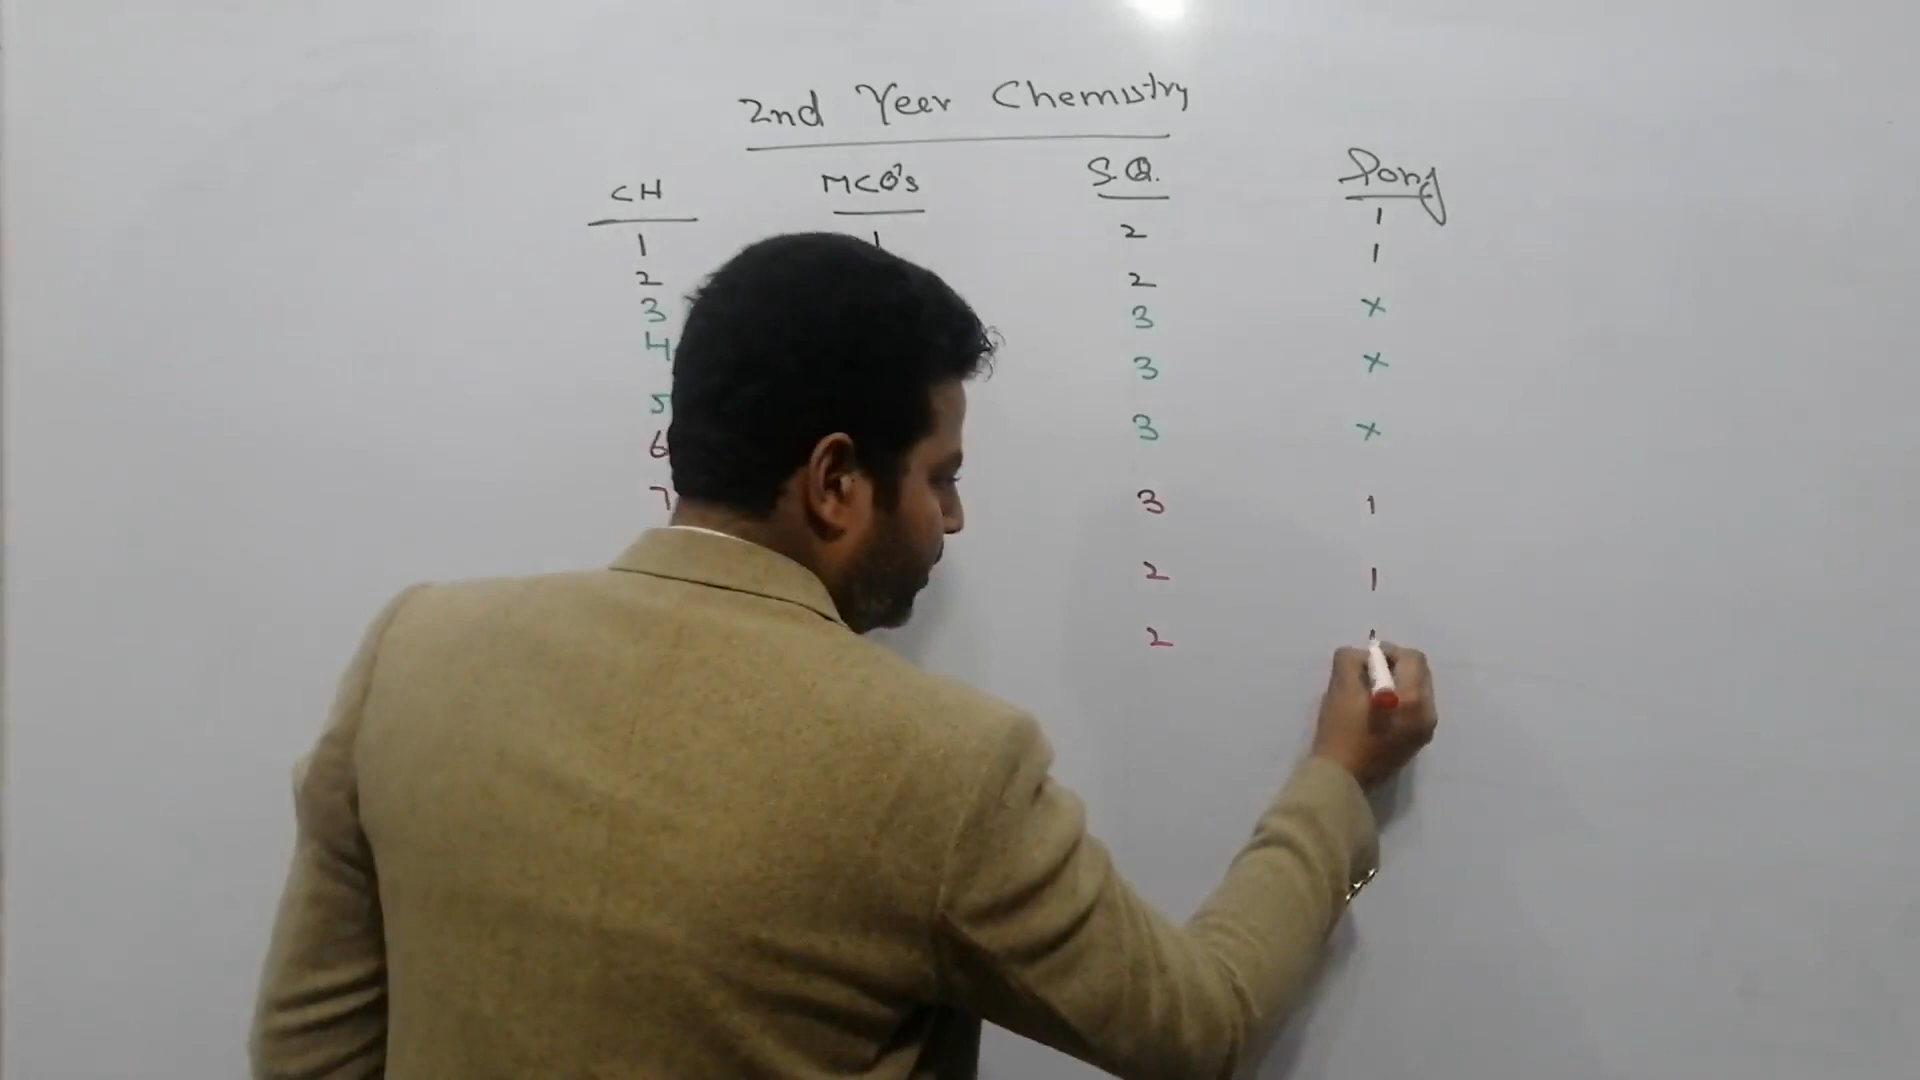 2nd Yeer Chemistry
CH MCQ's S.Q. Long
1 1 2 1
2 2 1
3 3 x
4 3 x
5 3 x
6 3 1
7 2 1
2